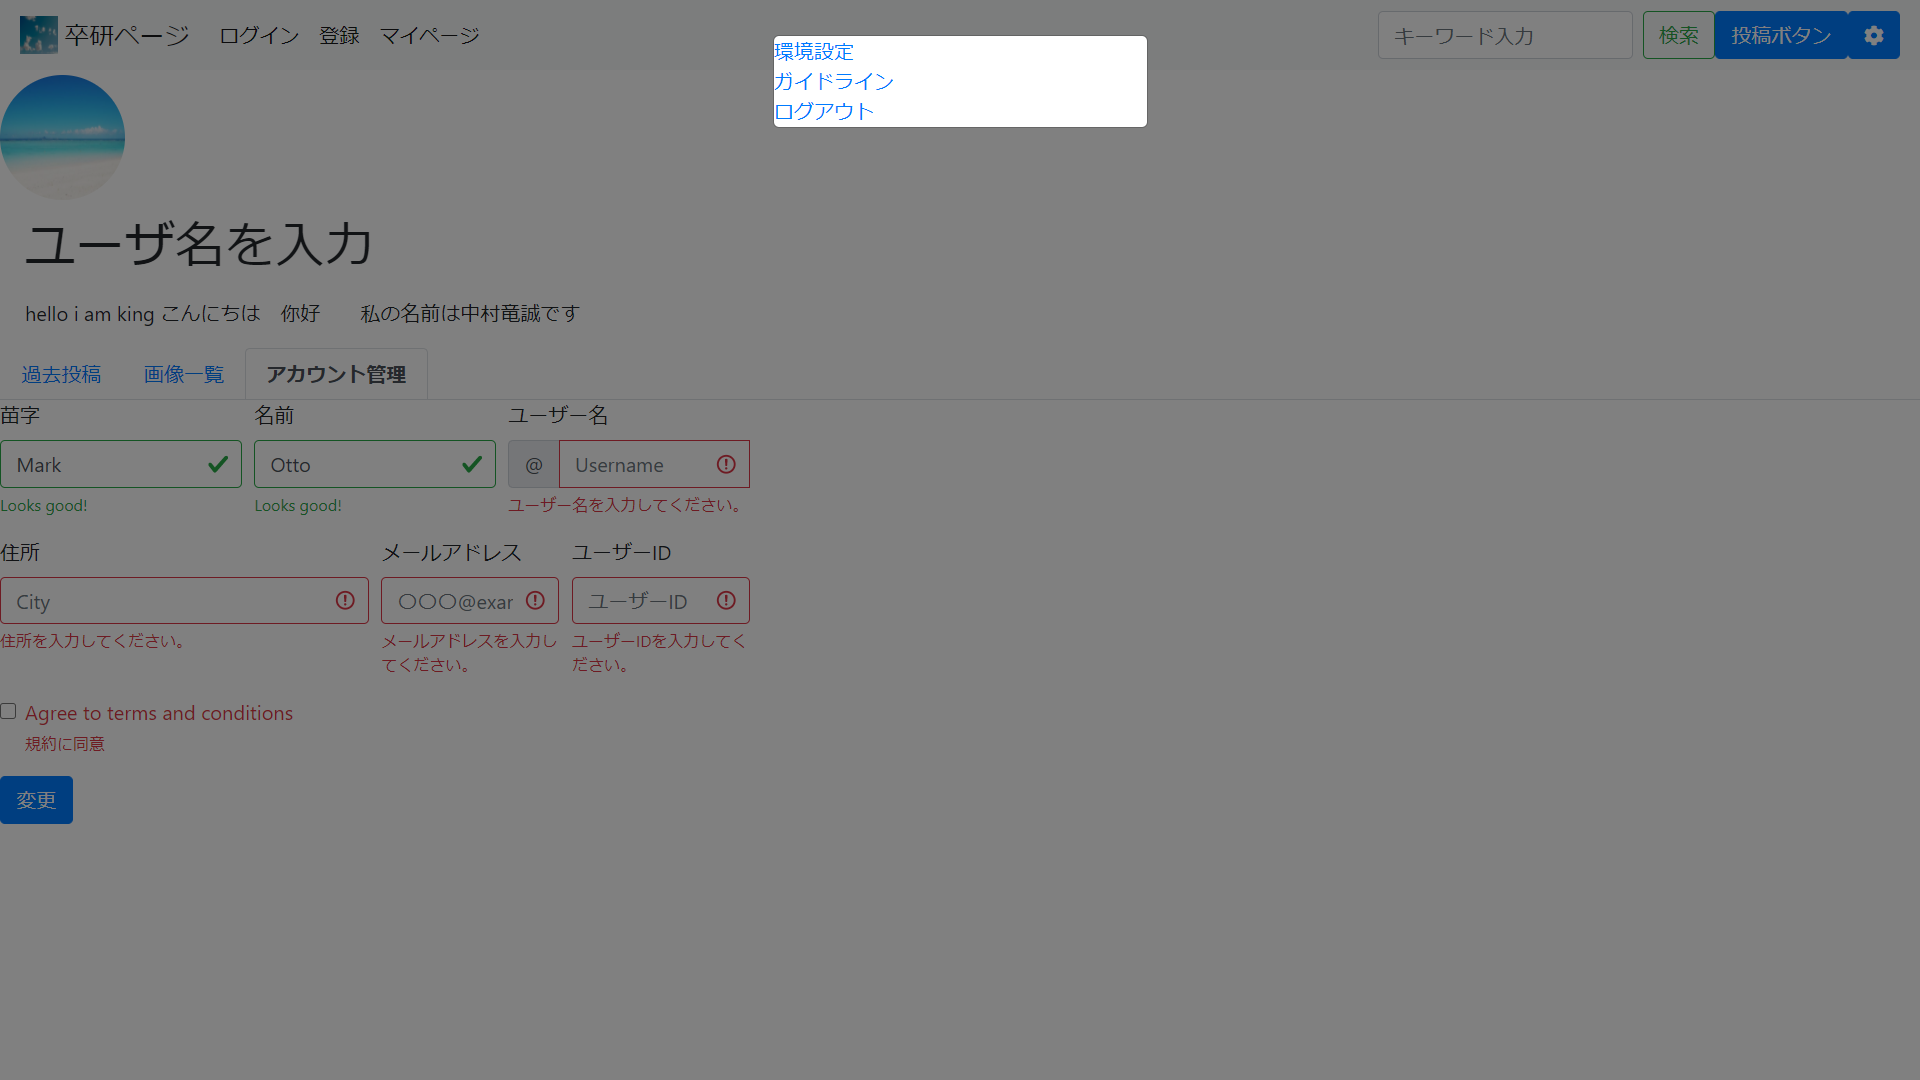 卒研ページ ログイン 登録 マイページ キーワード入力 検索 投稿ボタン
環境設定
ガイドライン
ログアウト
ユーザ名を入力
hello i am king こんにちは　你好　　私の名前は中村竜誠です
過去投稿 画像一覧 アカウント管理
苗字 名前 ユーザー名
Mark Otto @ Username
Looks good! Looks good! ユーザー名を入力してください。
住所 メールアドレス ユーザーID
City 〇〇〇@exar ユーザーID
住所を入力してください。 メールアドレスを入力し ユーザーIDを入力してく
てください。 ださい。
Agree to terms and conditions
規約に同意
変更